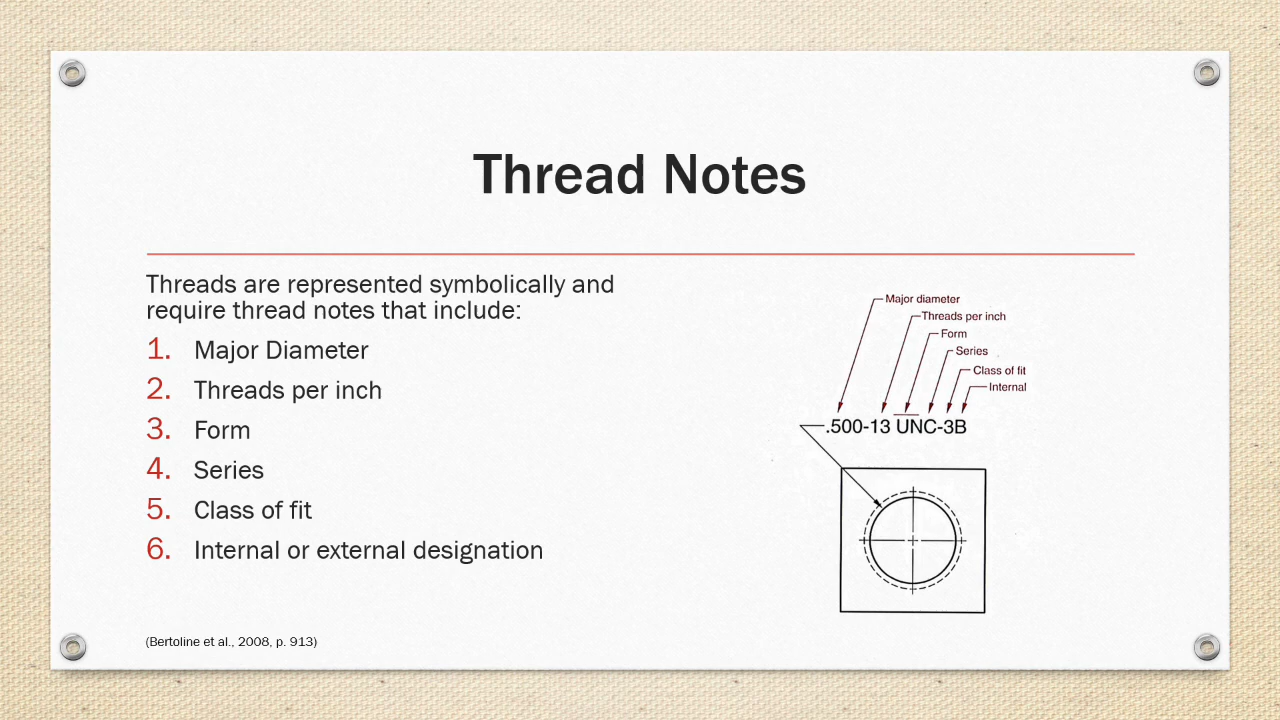 Thread Notes
Threads are represented symbolically and
require thread notes that include:
1. Major Diameter
2. Threads per inch
3. Form
4. Series
5. Class of fit
6. Internal or external designation
(Bertoline et al., 2008, p. 913)
Major diameter
Threads per inch
Form
Series
Class of fit
Internal
.500-13 UNC-3B